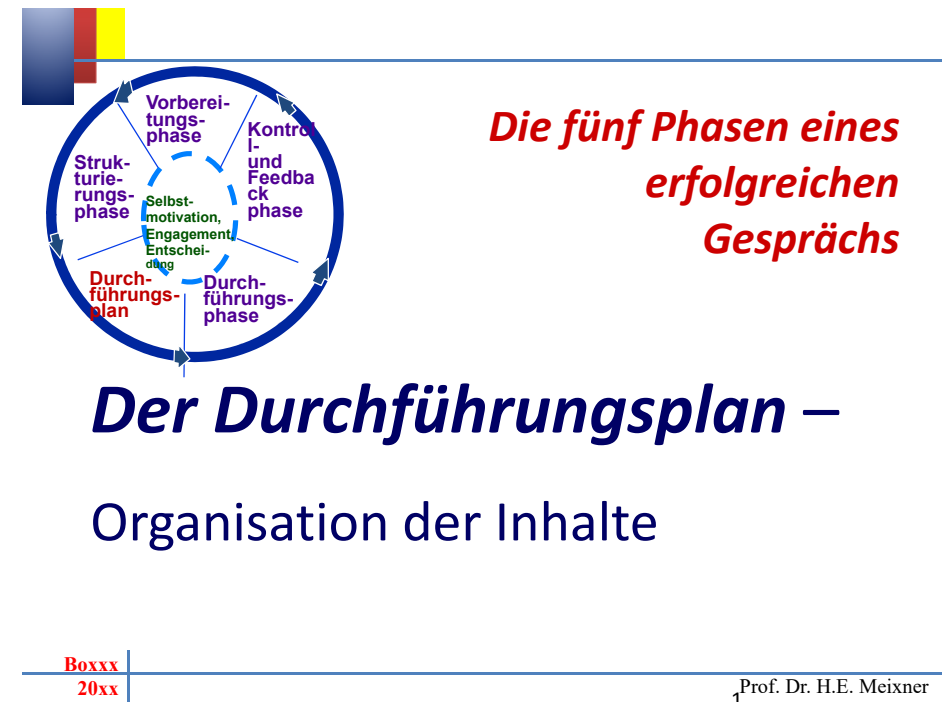 Die fünf Phasen eines
erfolgreichen
Gesprächs
Vorberei-
tungs-
phase
Kontrol
l-
und
Feedba
ck
phase
Struk-
turie-
rungs-
phase
Selbst-
motivation,
Engagement,
Entschei-
dung
Durch-
führungs-
plan
Durch-
führungs-
phase
Der Durchführungsplan –
Organisation der Inhalte
Boxxx
20xx
1
Prof. Dr. H.E. Meixner